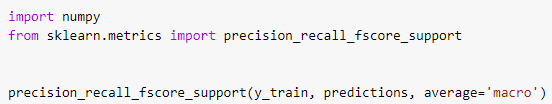 import numpy
from sklearn.metrics import precision_recall_fscore_support
precision_recall_fscore_support(y_train, predictions, average='macro')